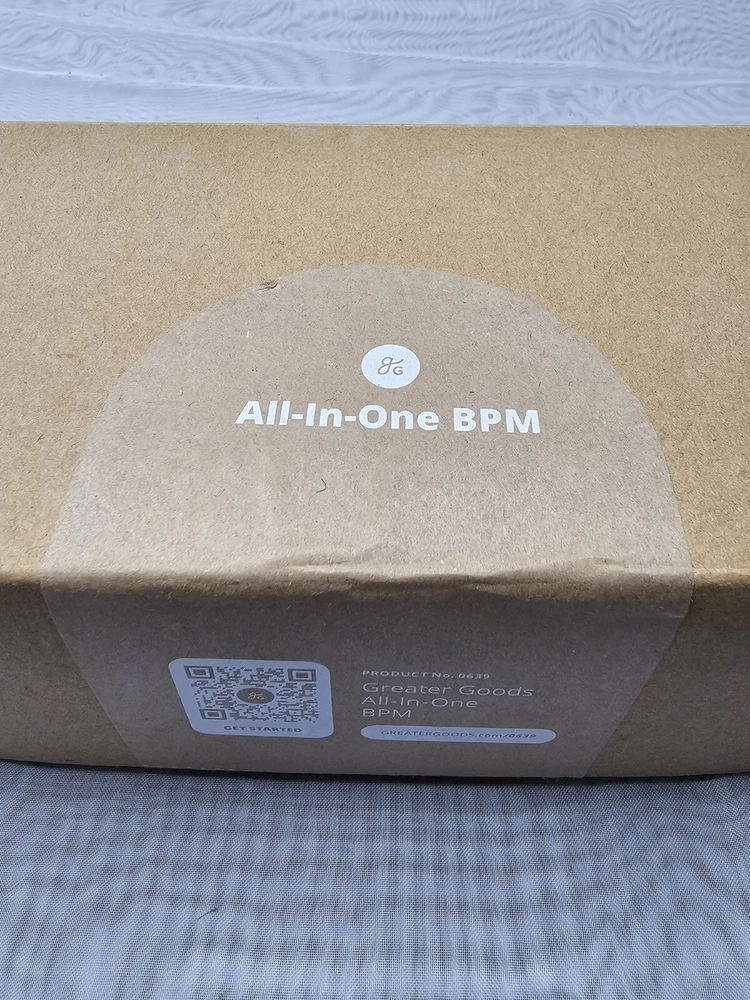 gG
All-In-One BPM
gG
GET STARTED
PRODUCT No. 0639
Greater Goods
All-In-One
BPM
GREATERGOODS.com/0639